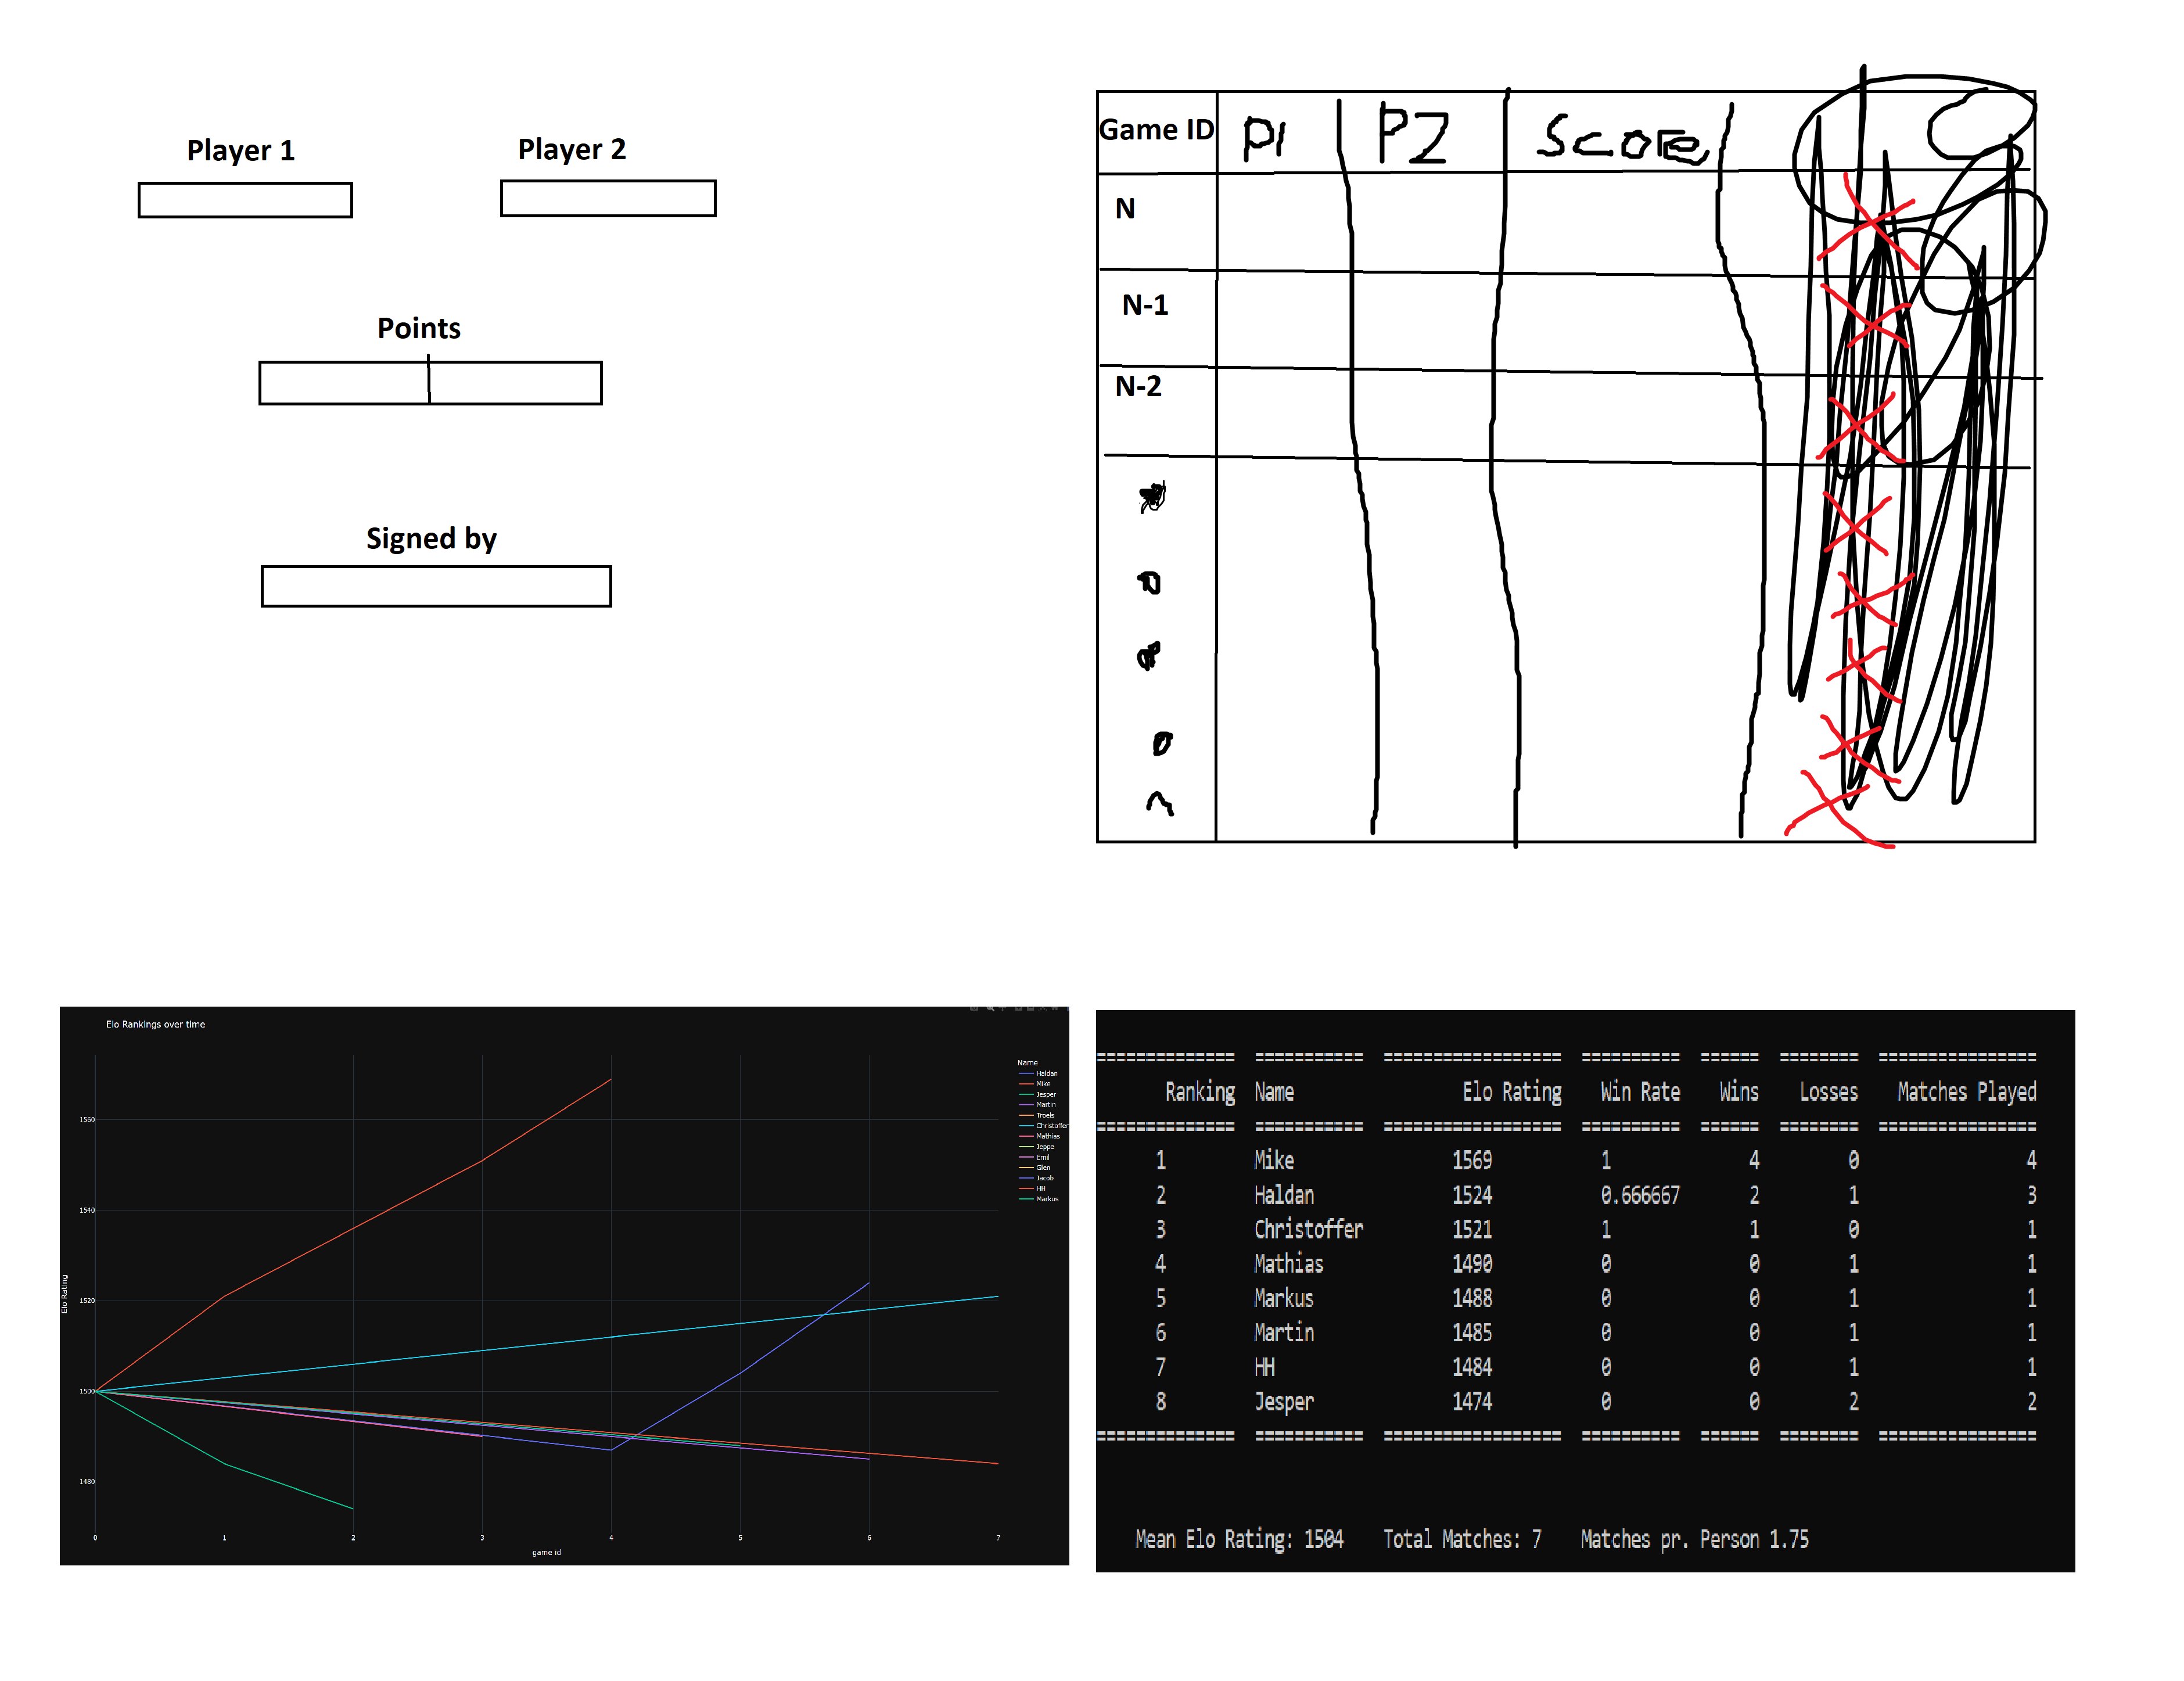 Player 1 Player 2
Points
Signed by
Game ID P1 P2 Score
N
N-1
N-2
Elo Rankings over time
Name
Haldan
Mike
Jesper
Martin
Troels
Christoffer
Mathias
Jeppe
Emil
Glen
Jacob
HH
Markus
1560
1540
1520
1500
1480
Elo Rating
0 1 2 3 4 5 6 7
game id
============== =========== ================== ========== ====== ======== ================
Ranking Name Elo Rating Win Rate Wins Losses Matches Played
============== =========== ================== ========== ====== ======== ================
1 Mike 1569 1 4 0 4
2 Haldan 1524 0.666667 2 1 3
3 Christoffer 1521 1 1 0 1
4 Mathias 1490 0 0 1 1
5 Markus 1488 0 0 1 1
6 Martin 1485 0 0 1 1
7 HH 1484 0 0 1 1
8 Jesper 1474 0 0 2 2
============== =========== ================== ========== ====== ======== ================
Mean Elo Rating: 1504 Total Matches: 7 Matches pr. Person 1.75